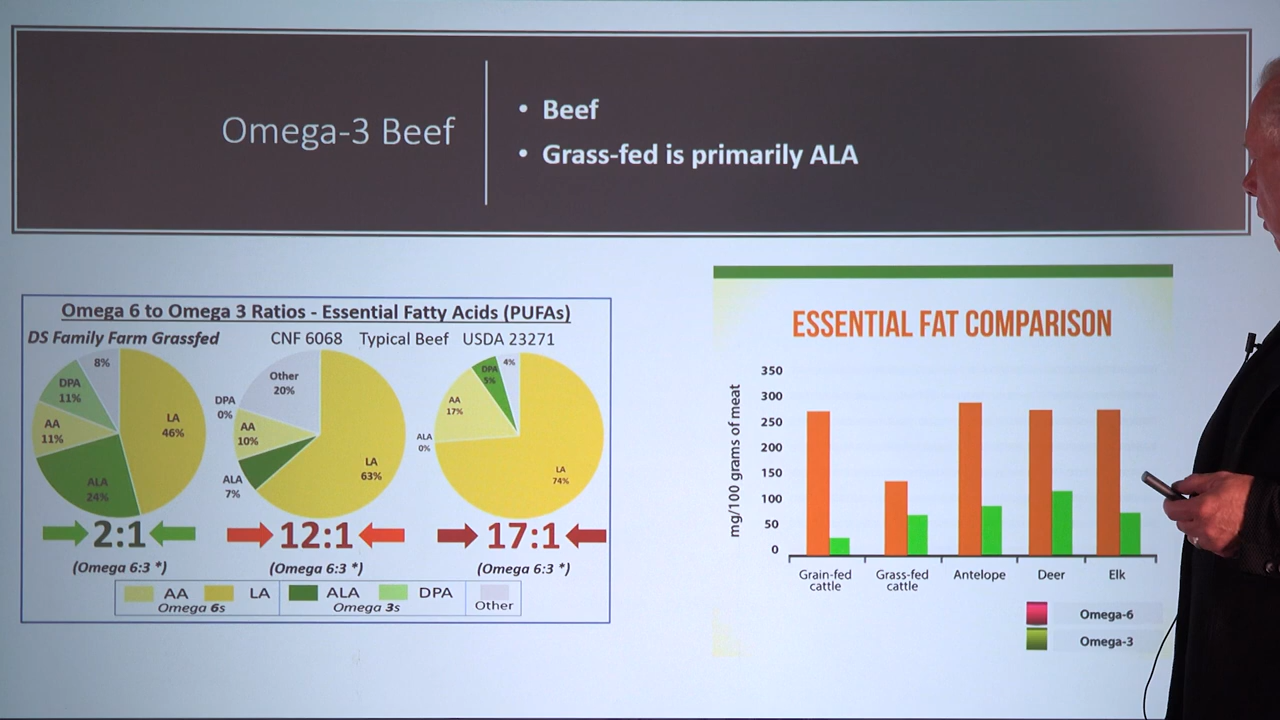 Omega-3 Beef
• Beef
• Grass-fed is primarily ALA
Omega 6 to Omega 3 Ratios - Essential Fatty Acids (PUFAs)
DS Family Farm Grassfed
CNF 6068 Typical Beef USDA 23271
8%
DPA
11%
AA
11%
LA
46%
ALA
24%
Other
20%
DPA
0%
AA
10%
ALA
7%
LA
63%
4%
DPA
5%
AA
17%
ALA
0%
LA
74%
2:1
12:1
17:1
(Omega 6:3 *)
(Omega 6:3 *)
(Omega 6:3 *)
AA LA ALA DPA Other
Omega 6s Omega 3s
ESSENTIAL FAT COMPARISON
mg/100 grams of meat
350
300
250
200
150
100
50
0
Grain-fed
cattle
Grass-fed
cattle
Antelope
Deer
Elk
Omega-6
Omega-3